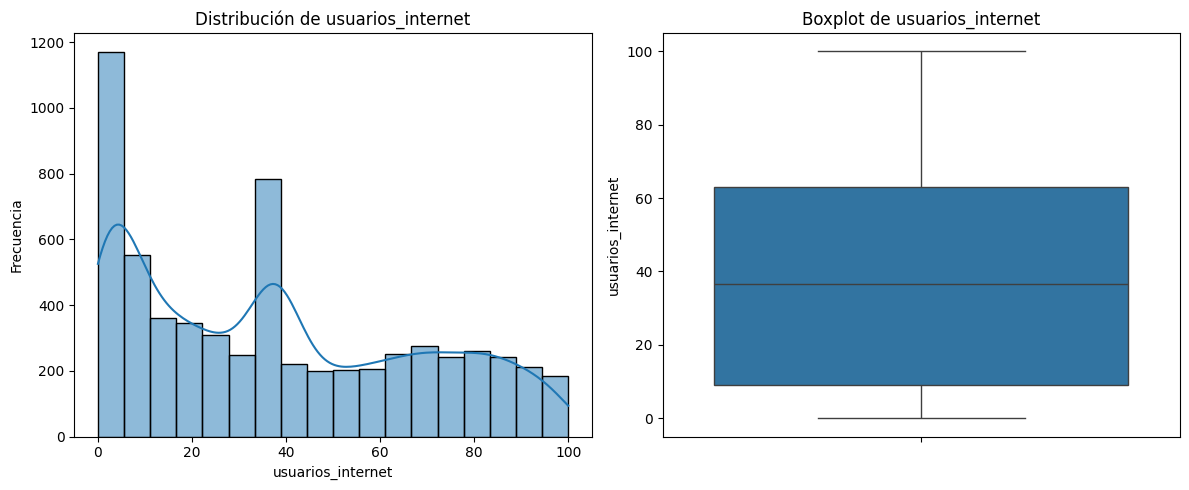 Distribución de usuarios_internet
1200
1000
800
600
400
200
0
Frecuencia
0 20 40 60 80 100
usuarios_internet
Boxplot de usuarios_internet
100
80
60
40
20
0
usuarios_internet